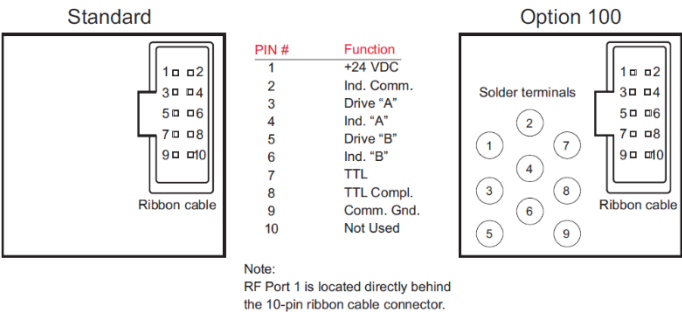 Standard
1 2
3 4
5 6
7 8
9 10
Ribbon cable
PIN # Function
1 +24 VDC
2 Ind. Comm.
3 Drive “A”
4 Ind. “A”
5 Drive “B”
6 Ind. “B”
7 TTL
8 TTL Compl.
9 Comm. Gnd.
10 Not Used
Note:
RF Port 1 is located directly behind
the 10-pin ribbon cable connector.
Option 100
Solder terminals
2
1 7
4
3 8
6
5 9
1 2
3 4
5 6
7 8
9 10
Ribbon cable